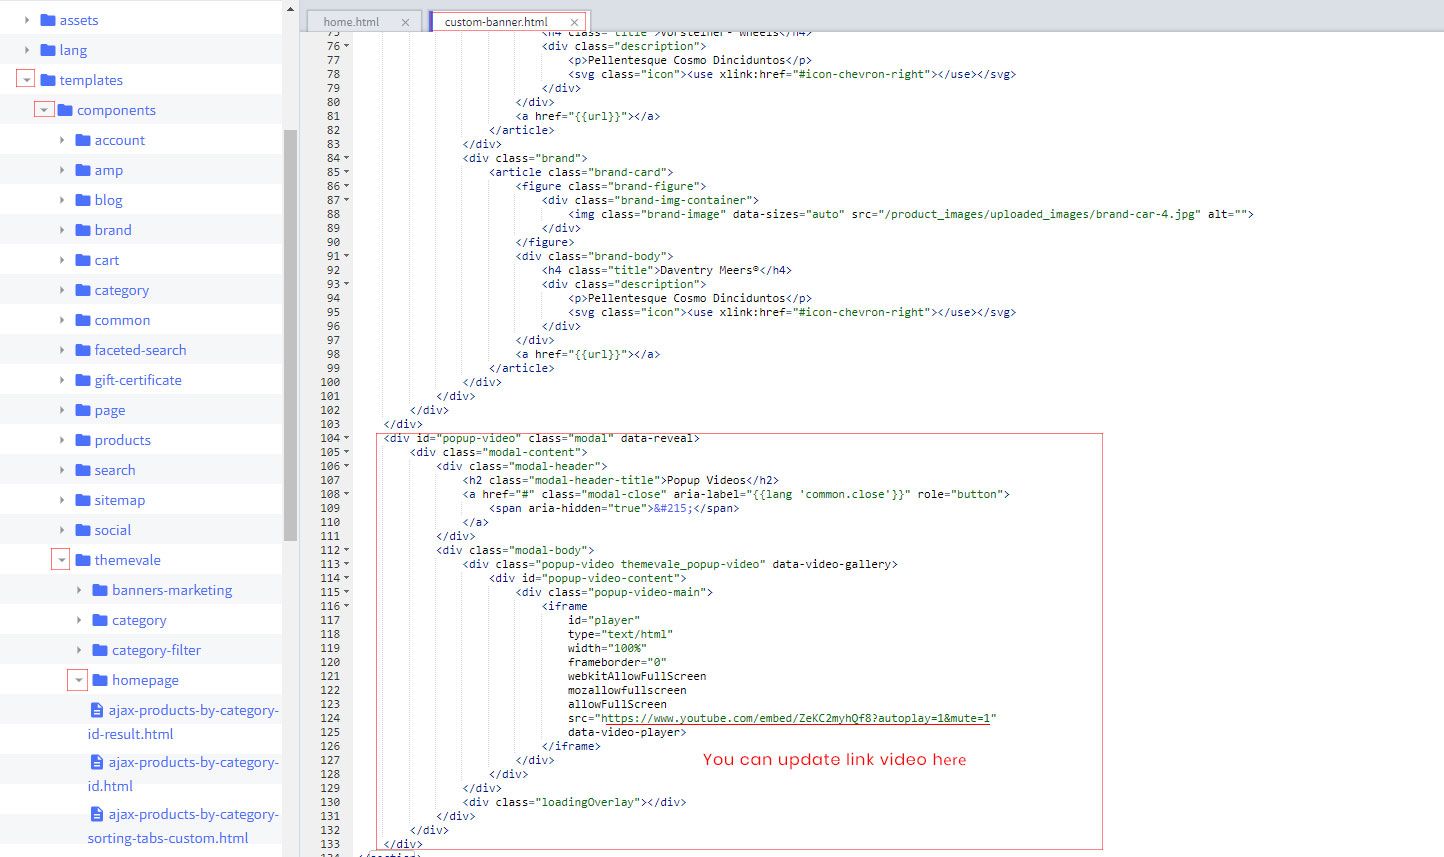 assets
lang
templates
components
account
amp
blog
brand
cart
category
common
faceted-search
gift-certificate
page
products
search
sitemap
social
themevale
banners-marketing
category
category-filter
homepage
ajax-products-by-category-
id-result.html
ajax-products-by-category-
id.html
ajax-products-by-category-
sorting-tabs-custom.html
home.html × custom-banner.html ×
75 <h4 class="title">Vorsteiner® Wheels</h4>
76 <div class="description">
77 <p>Pellentesque Cosmo Dinciduntos</p>
78 <svg class="icon"><use xlink:href="#icon-chevron-right"></use></svg>
79 </div>
80 </div>
81 <a href="{{url}}"></a>
82 </article>
83 </div>
84 <div class="brand">
85 <article class="brand-card">
86 <figure class="brand-figure">
87 <div class="brand-img-container">
88 <img class="brand-image" data-sizes="auto" src="/product_images/uploaded_images/brand-car-4.jpg" alt="">
89 </div>
90 </figure>
91 <div class="brand-body">
92 <h4 class="title">Daventry Meers®</h4>
93 <div class="description">
94 <p>Pellentesque Cosmo Dinciduntos</p>
95 <svg class="icon"><use xlink:href="#icon-chevron-right"></use></svg>
96 </div>
97 </div>
98 <a href="{{url}}"></a>
99 </article>
100 </div>
101 </div>
102 </div>
103 </div>
104 <div id="popup-video" class="modal" data-reveal>
105 <div class="modal-content">
106 <div class="modal-header">
107 <h2 class="modal-header-title">Popup Videos</h2>
108 <a href="#" class="modal-close" aria-label="{{lang 'common.close'}}" role="button">
109 <span aria-hidden="true">&#215;</span>
110 </a>
111 </div>
112 <div class="modal-body">
113 <div class="popup-video themevale_popup-video" data-video-gallery>
114 <div id="popup-video-content">
115 <div class="popup-video-main">
116 <iframe
117 id="player"
118 type="text/html"
119 width="100%"
120 frameborder="0"
121 webkitAllowFullScreen
122 mozallowfullscreen
123 allowFullScreen
124 src="https://www.youtube.com/embed/ZeKC2myhQf8?autoplay=1&mute=1"
125 data-video-player>
126 </iframe>
127 </div>
You can update link video here
128 </div>
129 </div>
130 <div class="loadingOverlay"></div>
131 </div>
132 </div>
133 </div>
134 </section>